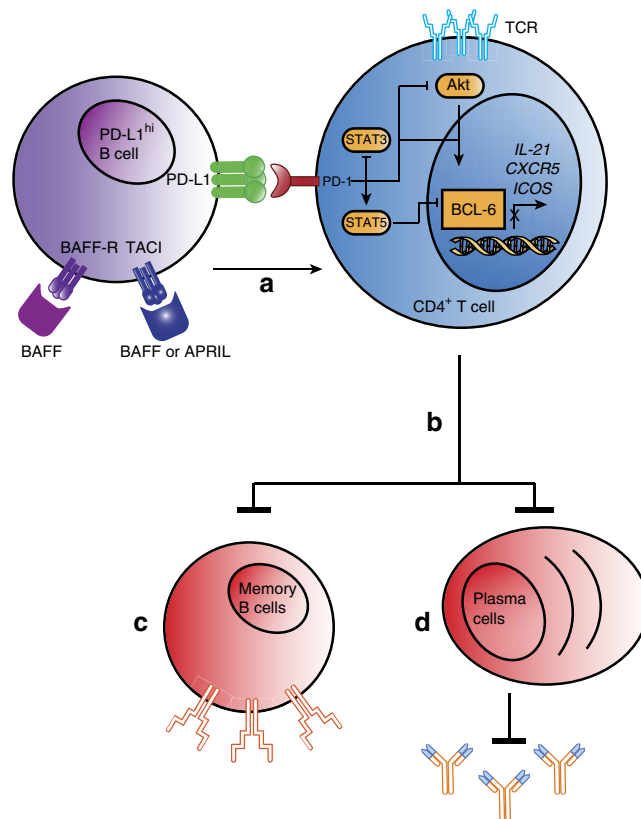 TCR
Akt
PD-L1hi
B cell
STAT3
IL-21
CXCR5
ICOS
PD-L1
PD-1
BCL-6
STAT5
BAFF-R TACI
a
CD4+ T cell
BAFF
BAFF or APRIL
b
Memory
B cells
c
Plasma
cells
d